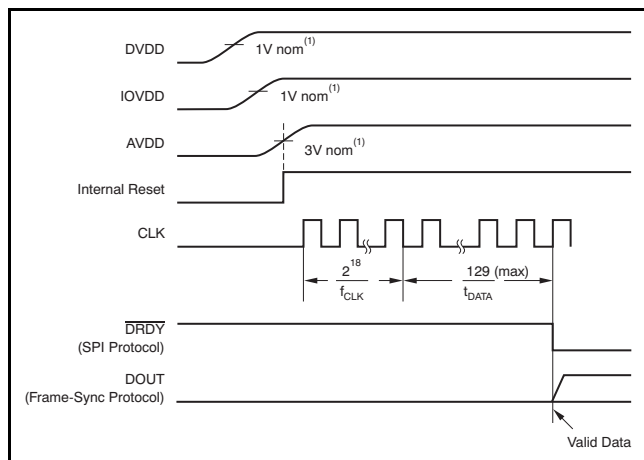 DVDD
1V nom(1)
IOVDD
1V nom(1)
AVDD
3V nom(1)
Internal Reset
CLK
2^18
fCLK
129 (max)
tDATA
DRDY
(SPI Protocol)
DOUT
(Frame-Sync Protocol)
Valid Data